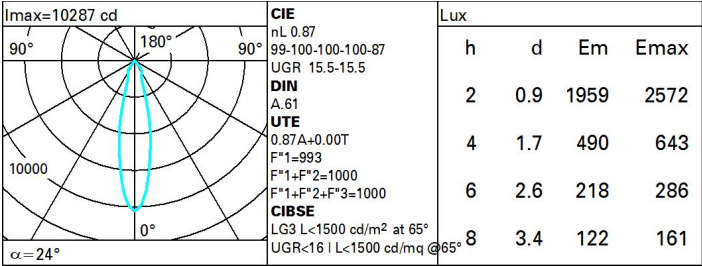 Imax=10287 cd
90°
180°
90°
10000
0°
α=24°
CIE
nL 0.87
99-100-100-100-87
UGR 15.5-15.5
DIN
A.61
UTE
0.87A+0.00T
F"1=993
F"1+F"2=1000
F"1+F"2+F"3=1000
CIBSE
LG3 L<1500 cd/m² at 65°
UGR<16 | L<1500 cd/mq @65°
Lux
h d Em Emax
2 0.9 1959 2572
4 1.7 490 643
6 2.6 218 286
8 3.4 122 161